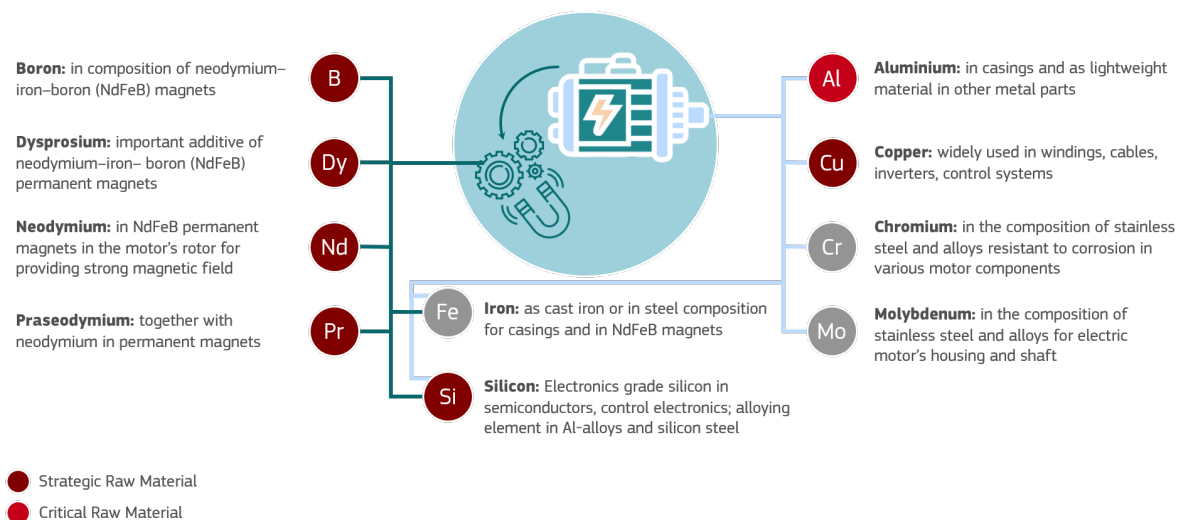 B
Boron: in composition of neodymium–
iron–boron (NdFeB) magnets
Dy
Dysprosium: important additive of
neodymium–iron– boron (NdFeB)
permanent magnets
Nd
Neodymium: in NdFeB permanent
magnets in the motor's rotor for
providing strong magnetic field
Pr
Praseodymium: together with
neodymium in permanent magnets
Fe
Iron: as cast iron or in steel composition
for casings and in NdFeB magnets
Si
Silicon: Electronics grade silicon in
semiconductors, control electronics; alloying
element in Al-alloys and silicon steel
Al
Aluminium: in casings and as lightweight
material in other metal parts
Cu
Copper: widely used in windings, cables,
inverters, control systems
Cr
Chromium: in the composition of stainless
steel and alloys resistant to corrosion in
various motor components
Mo
Molybdenum: in the composition of
stainless steel and alloys for electric
motor's housing and shaft
Strategic Raw Material
Critical Raw Material